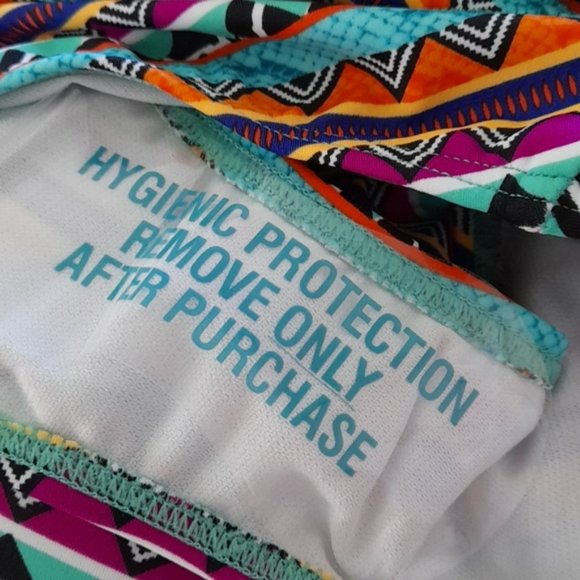 HYGIENIC PROTECTION
REMOVE ONLY
AFTER PURCHASE